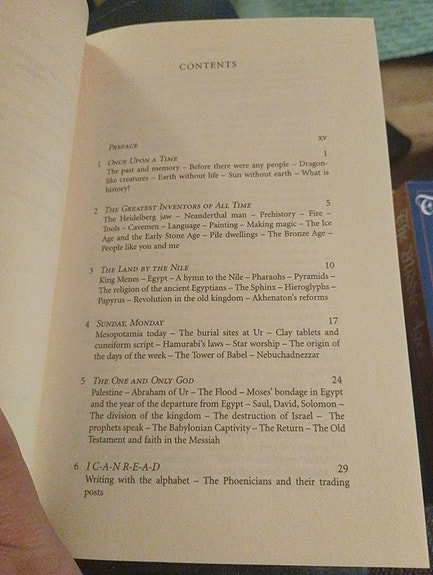 CONTENTS
PREFACE xv
1 ONCE UPON A TIME 1
The past and memory – Before there were any people – Dragon-
like creatures – Earth without life – Sun without earth – What is
history?
2 THE GREATEST INVENTORS OF ALL TIME 5
The Heidelberg jaw – Neanderthal man – Prehistory – Fire –
Tools – Cavemen – Language – Painting – Making magic – The Ice
Age and the Early Stone Age – Pile dwellings – The Bronze Age –
People like you and me
3 THE LAND BY THE NILE 10
King Menes – Egypt – A hymn to the Nile – Pharaohs – Pyramids –
The religion of the ancient Egyptians – The Sphinx – Hieroglyphs –
Papyrus – Revolution in the old kingdom – Akhenaton's reforms
4 SUNDAY, MONDAY 17
Mesopotamia today – The burial sites at Ur – Clay tablets and
cuneiform script – Hamurabi's laws – Star worship – The origin of
the days of the week – The Tower of Babel – Nebuchadnezzar
5 THE ONE AND ONLY GOD 24
Palestine – Abraham of Ur – The Flood – Moses' bondage in Egypt
and the year of the departure from Egypt – Saul, David, Solomon –
The division of the kingdom – The destruction of Israel – The
prophets speak – The Babylonian Captivity – The Return – The Old
Testament and faith in the Messiah
6 I C-A-N R-E-A-D 29
Writing with the alphabet – The Phoenicians and their trading
posts